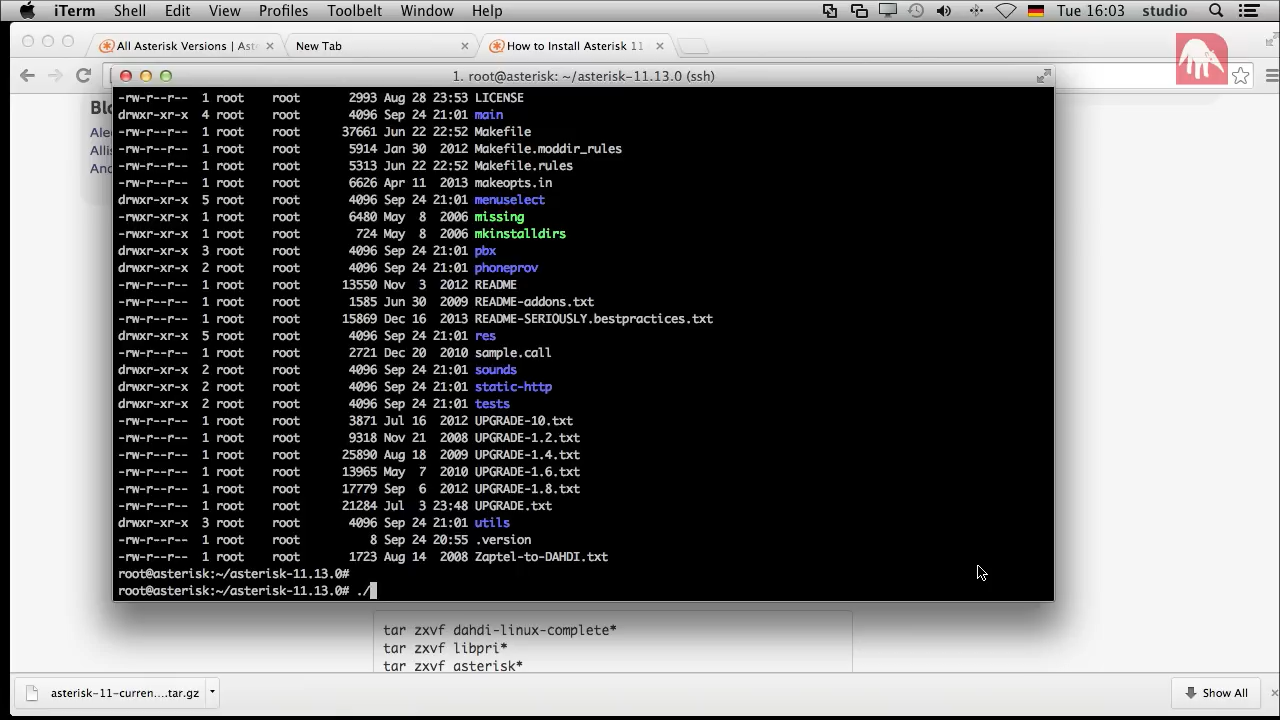 iTerm Shell Edit View Profiles Toolbelt Window Help Tue 16:03 studio
All Asterisk Versions | Ast
New Tab
How to Install Asterisk 11
1. root@asterisk: ~/asterisk-11.13.0 (ssh)
-rw-r--r-- 1 root root 2993 Aug 28 23:53 LICENSE
drwxr-xr-x 4 root root 4096 Sep 24 21:01 main
-rw-r--r-- 1 root root 37661 Jun 22 22:52 Makefile
-rw-r--r-- 1 root root 5914 Jan 30 2012 Makefile.moddir_rules
-rw-r--r-- 1 root root 5313 Jun 22 22:52 Makefile.rules
-rw-r--r-- 1 root root 6626 Apr 11 2013 makeopts.in
drwxr-xr-x 5 root root 4096 Sep 24 21:01 menuselect
-rwxr-xr-x 1 root root 6480 May 8 2006 missing
-rwxr-xr-x 1 root root 724 May 8 2006 mkinstalldirs
drwxr-xr-x 3 root root 4096 Sep 24 21:01 pbx
drwxr-xr-x 2 root root 4096 Sep 24 21:01 phoneprov
-rw-r--r-- 1 root root 13550 Nov 3 2012 README
-rw-r--r-- 1 root root 1585 Jun 30 2009 README-addons.txt
-rw-r--r-- 1 root root 15869 Dec 16 2013 README-SERIOUSLY.bestpractices.txt
drwxr-xr-x 5 root root 4096 Sep 24 21:01 res
-rw-r--r-- 1 root root 2721 Dec 20 2010 sample.call
drwxr-xr-x 2 root root 4096 Sep 24 21:01 sounds
drwxr-xr-x 2 root root 4096 Sep 24 21:01 static-http
drwxr-xr-x 2 root root 4096 Sep 24 21:01 tests
-rw-r--r-- 1 root root 3871 Jul 16 2012 UPGRADE-10.txt
-rw-r--r-- 1 root root 9318 Nov 21 2008 UPGRADE-1.2.txt
-rw-r--r-- 1 root root 25890 Aug 18 2009 UPGRADE-1.4.txt
-rw-r--r-- 1 root root 13965 May 7 2010 UPGRADE-1.6.txt
-rw-r--r-- 1 root root 17779 Sep 6 2012 UPGRADE-1.8.txt
-rw-r--r-- 1 root root 21284 Jul 3 23:48 UPGRADE.txt
drwxr-xr-x 3 root root 4096 Sep 24 21:01 utils
-rw-r--r-- 1 root root 8 Sep 24 20:55 .version
-rw-r--r-- 1 root root 1723 Aug 14 2008 Zaptel-to-DAHDI.txt
root@asterisk:~/asterisk-11.13.0#
root@asterisk:~/asterisk-11.13.0# ./
Blo
Ale
Allis
And
tar zxvf dahdi-linux-complete*
tar zxvf libpri*
tar zxvf asterisk*
asterisk-11-curren....tar.gz
Show All